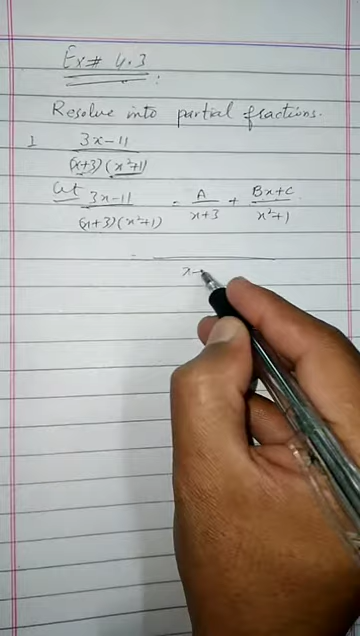 Ex# 4.3
Resolve into partial fractions.
1 3x-11 / (x+3)(x²+1)
Let 3x-11 / (x+3)(x²+1) = A / x+3 + Bx+C / x²+1
= x-